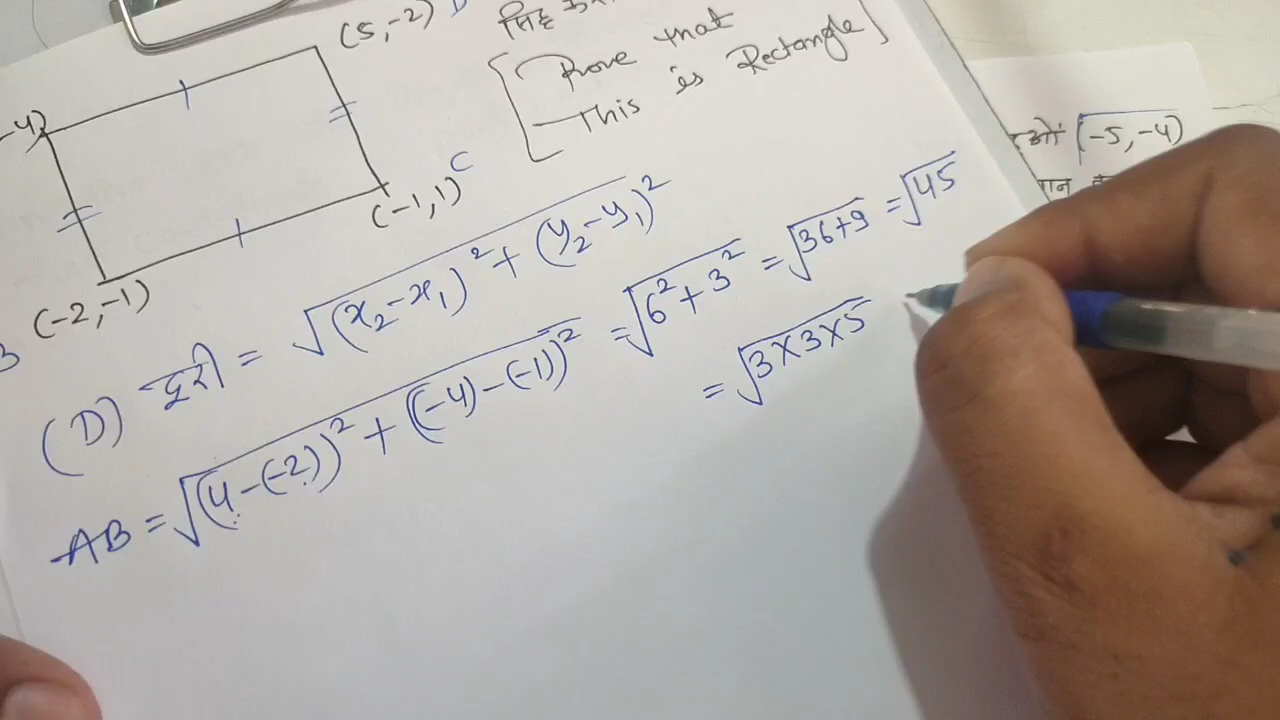 (5,-2) D
सिद्ध
[Prove that
This is Rectangle]
-4)
(-1,1) C
(-2,-1)
(-5,-4)
(D) दूरी = √(x₂-x₁)² + (y₂-y₁)²
AB = √(4-(-2))² + ((-4)-(-1))² = √6²+3² = √36+9 = √45
= √3×3×5